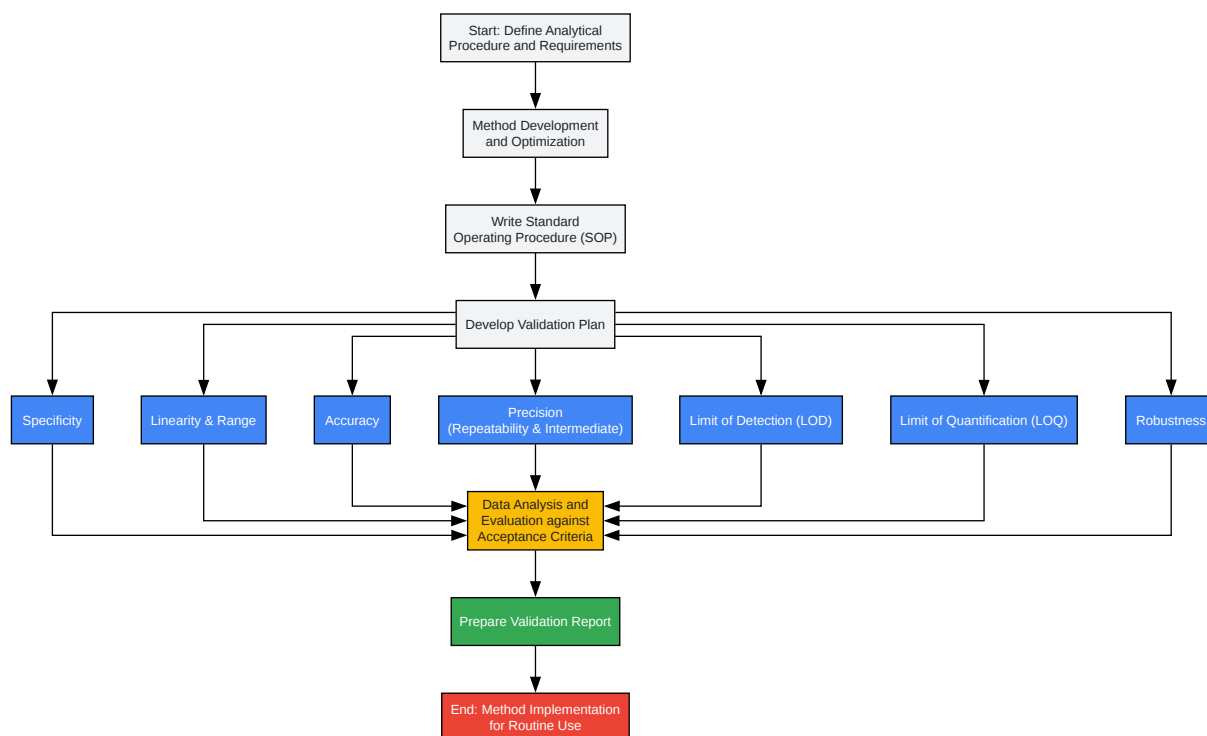 Start: Define Analytical
Procedure and Requirements
Method Development
and Optimization
Write Standard
Operating Procedure (SOP)
Develop Validation Plan
Specificity
Linearity & Range
Accuracy
Precision
(Repeatability & Intermediate)
Limit of Detection (LOD)
Limit of Quantification (LOQ)
Robustness
Data Analysis and
Evaluation against
Acceptance Criteria
Prepare Validation Report
End: Method Implementation
for Routine Use